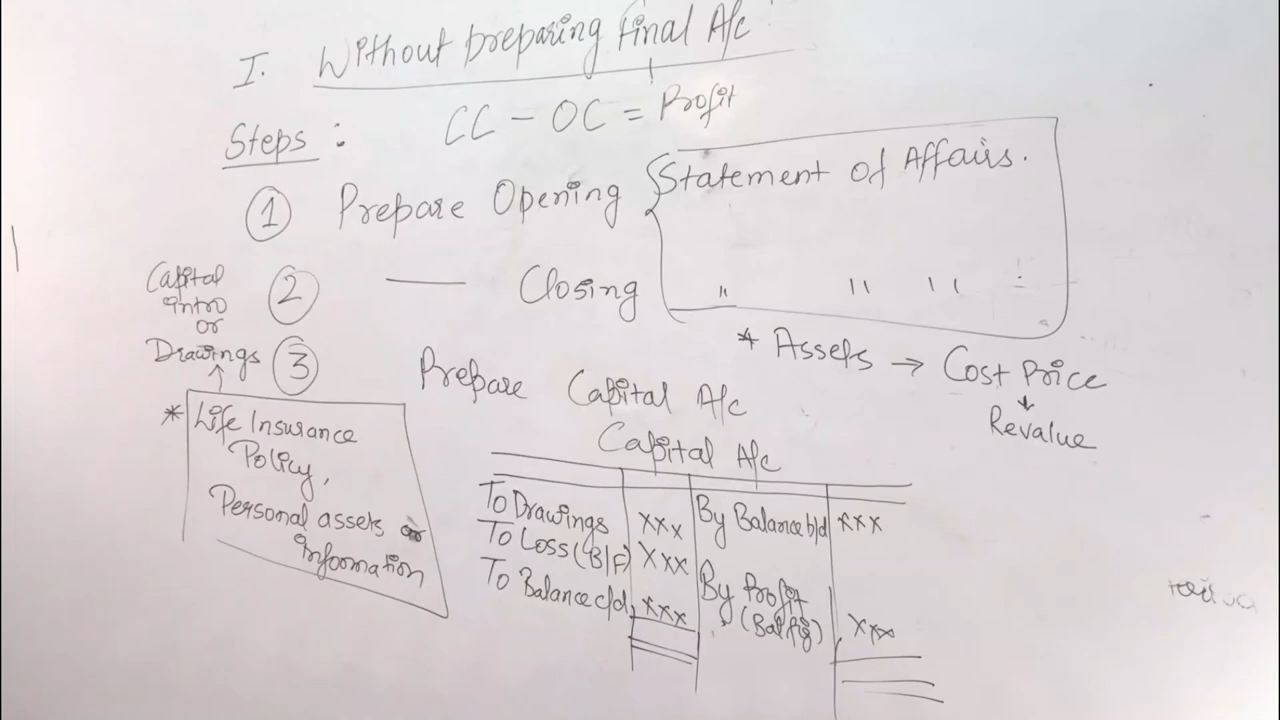 I. Without preparing final A/c
Steps : CC - OC = Profit
① Prepare Opening Statement of Affairs.
② —— Closing " " " "
Capital
intro
or
Drawings
* Assets → Cost Price
Revalue
③ Prepare Capital A/c
* Life Insurance
Policy,
Personal assets or
information
Capital A/c
To Drawings xxx By Balance b/d xxx
To Loss (B/F) xxx
To Balance c/d xxx By Profit
(Bal fig) xxx